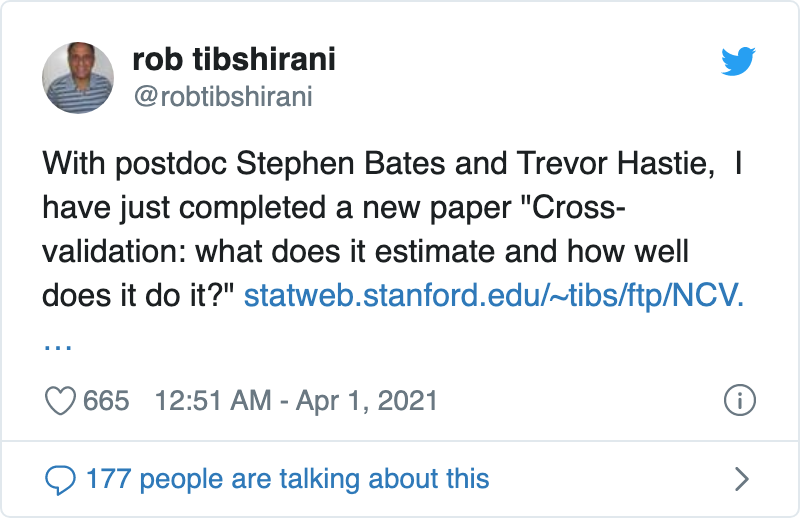 rob tibshirani
@robtibshirani
With postdoc Stephen Bates and Trevor Hastie,  I
have just completed a new paper "Cross-
validation: what does it estimate and how well
does it do it?" statweb.stanford.edu/~tibs/ftp/NCV.
…
665 12:51 AM - Apr 1, 2021
177 people are talking about this